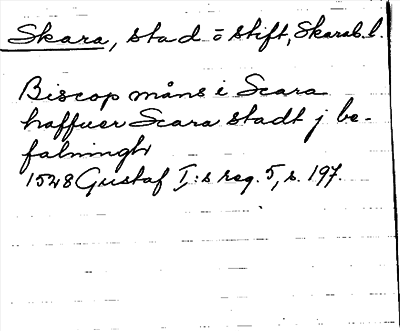 Skara, stad o stift, Skarab.l.
Biscop måns i Scara
haffuer Scara stadt j be-
falningh
1528 Gustaf I:s reg. 5, s. 197.